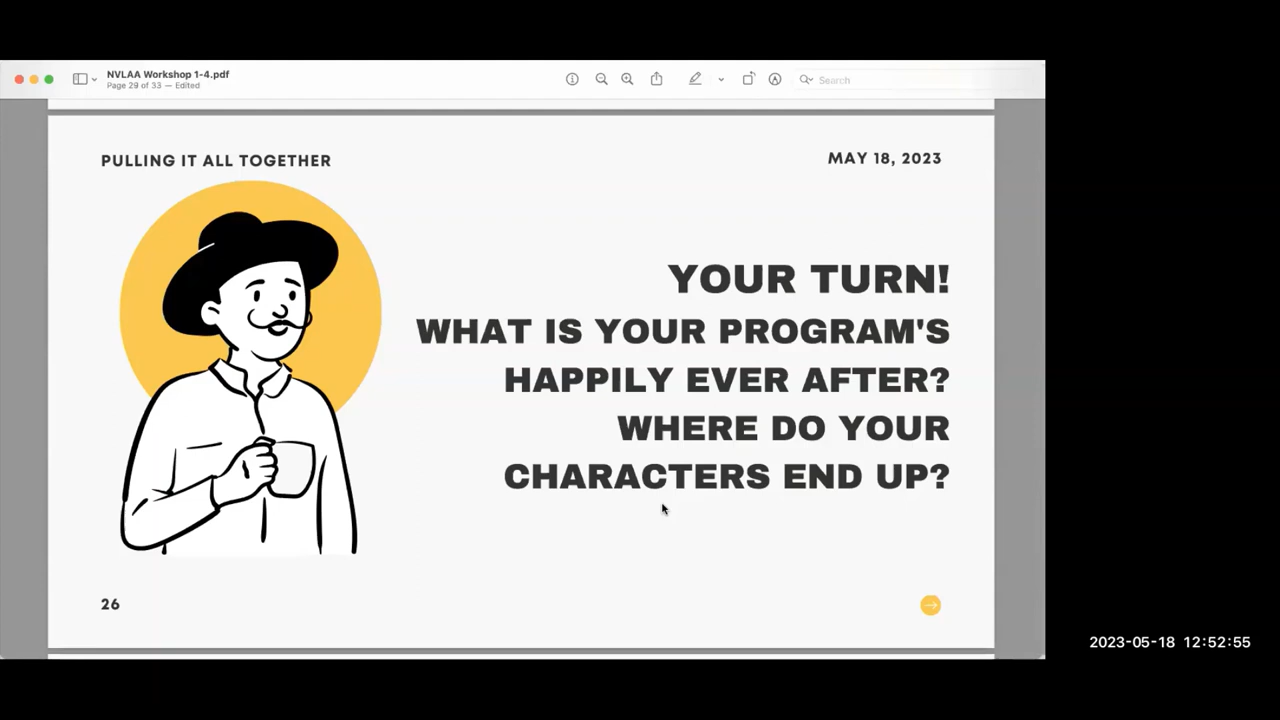 NVLAA Workshop 1-4.pdf
Page 29 of 33 — Edited
Search
PULLING IT ALL TOGETHER
MAY 18, 2023
YOUR TURN!
WHAT IS YOUR PROGRAM'S
HAPPILY EVER AFTER?
WHERE DO YOUR
CHARACTERS END UP?
26
2023-05-18 12:52:55